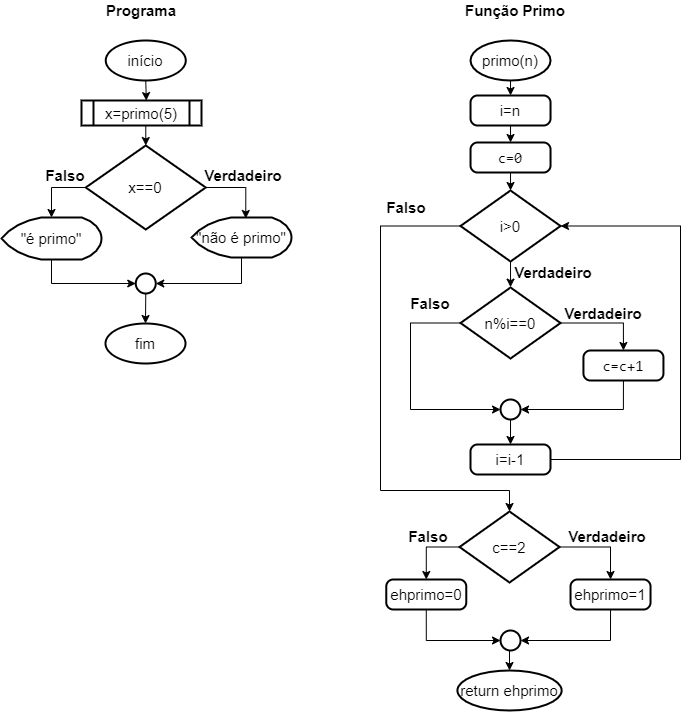 Programa
início
x=primo(5)
Falso
Verdadeiro
x==0
"é primo"
"não é primo"
fim
Função Primo
primo(n)
i=n
c=0
Falso
i>0
Verdadeiro
Falso
Verdadeiro
n%i==0
c=c+1
i=i-1
Falso
Verdadeiro
c==2
ehprimo=0
ehprimo=1
return ehprimo